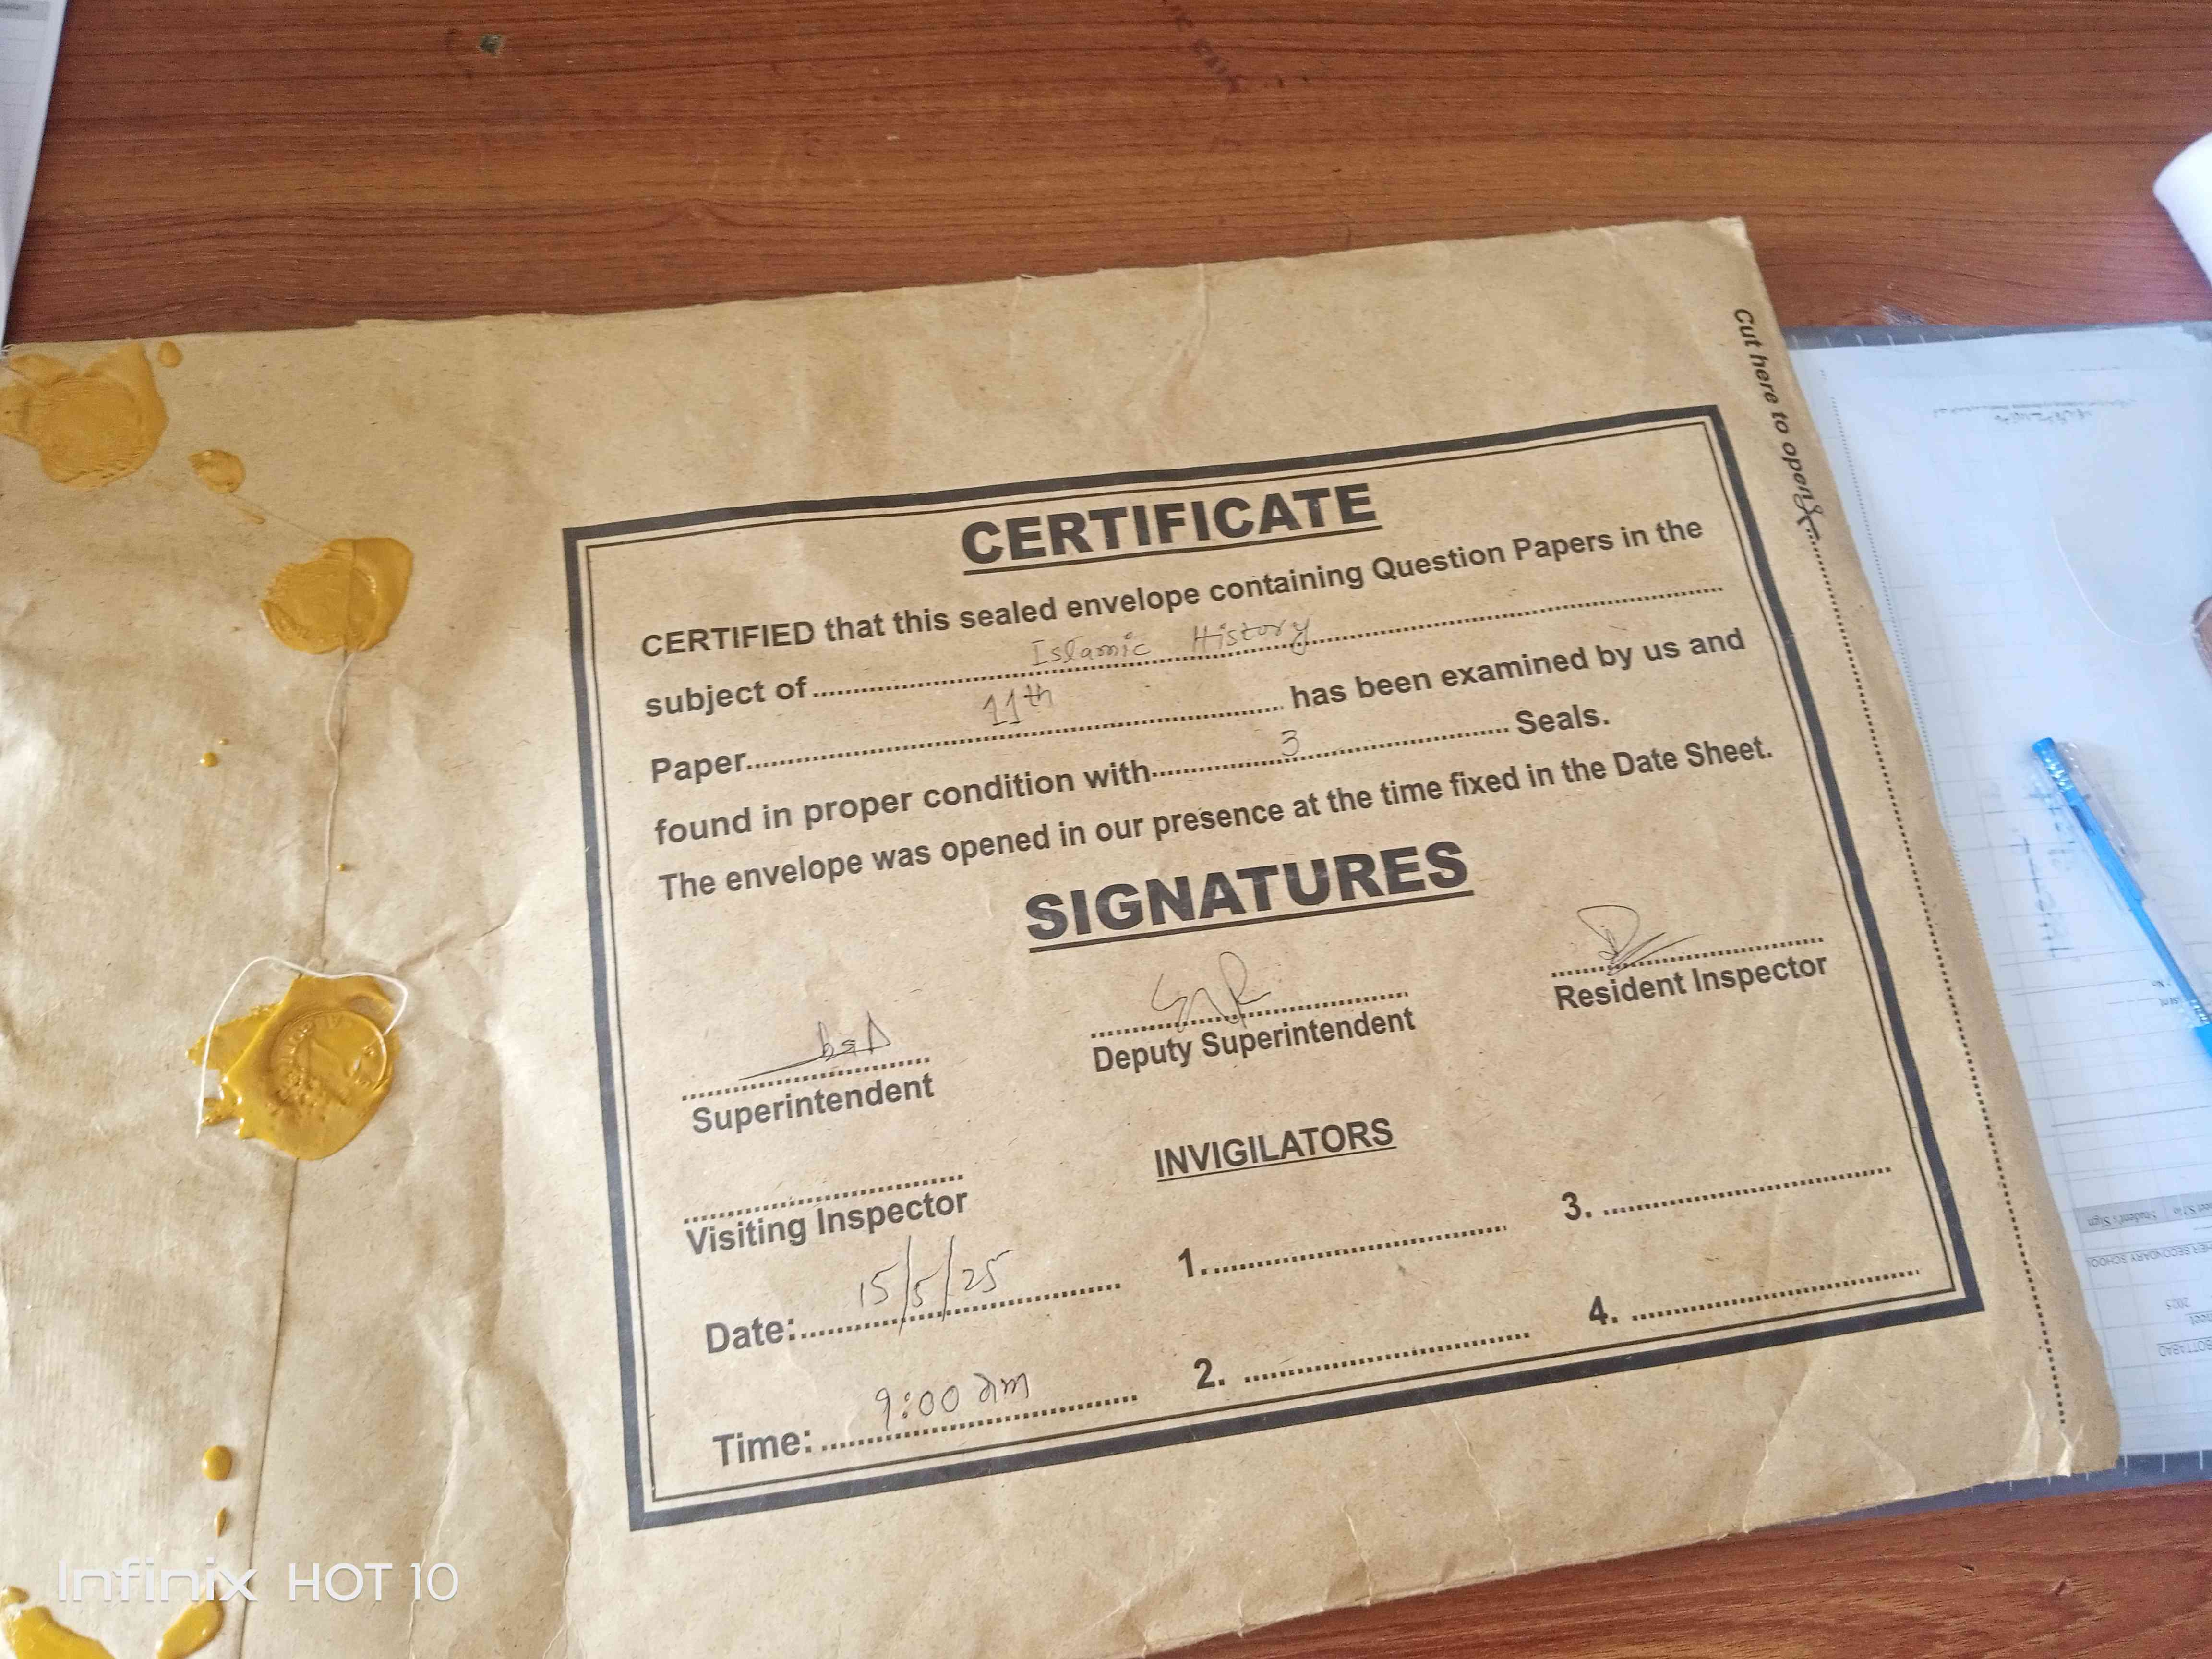 Cut here to open
CERTIFICATE
CERTIFIED that this sealed envelope containing Question Papers in the
subject of Islamic History
Paper 11th has been examined by us and
found in proper condition with 3 Seals.
The envelope was opened in our presence at the time fixed in the Date Sheet.
SIGNATURES
Superintendent
Deputy Superintendent
Resident Inspector
Visiting Inspector
INVIGILATORS
Date: 15/5/25
Time: 9:00 am
1.
2.
3.
4.
Student's Sign
2025
Infinix HOT 10